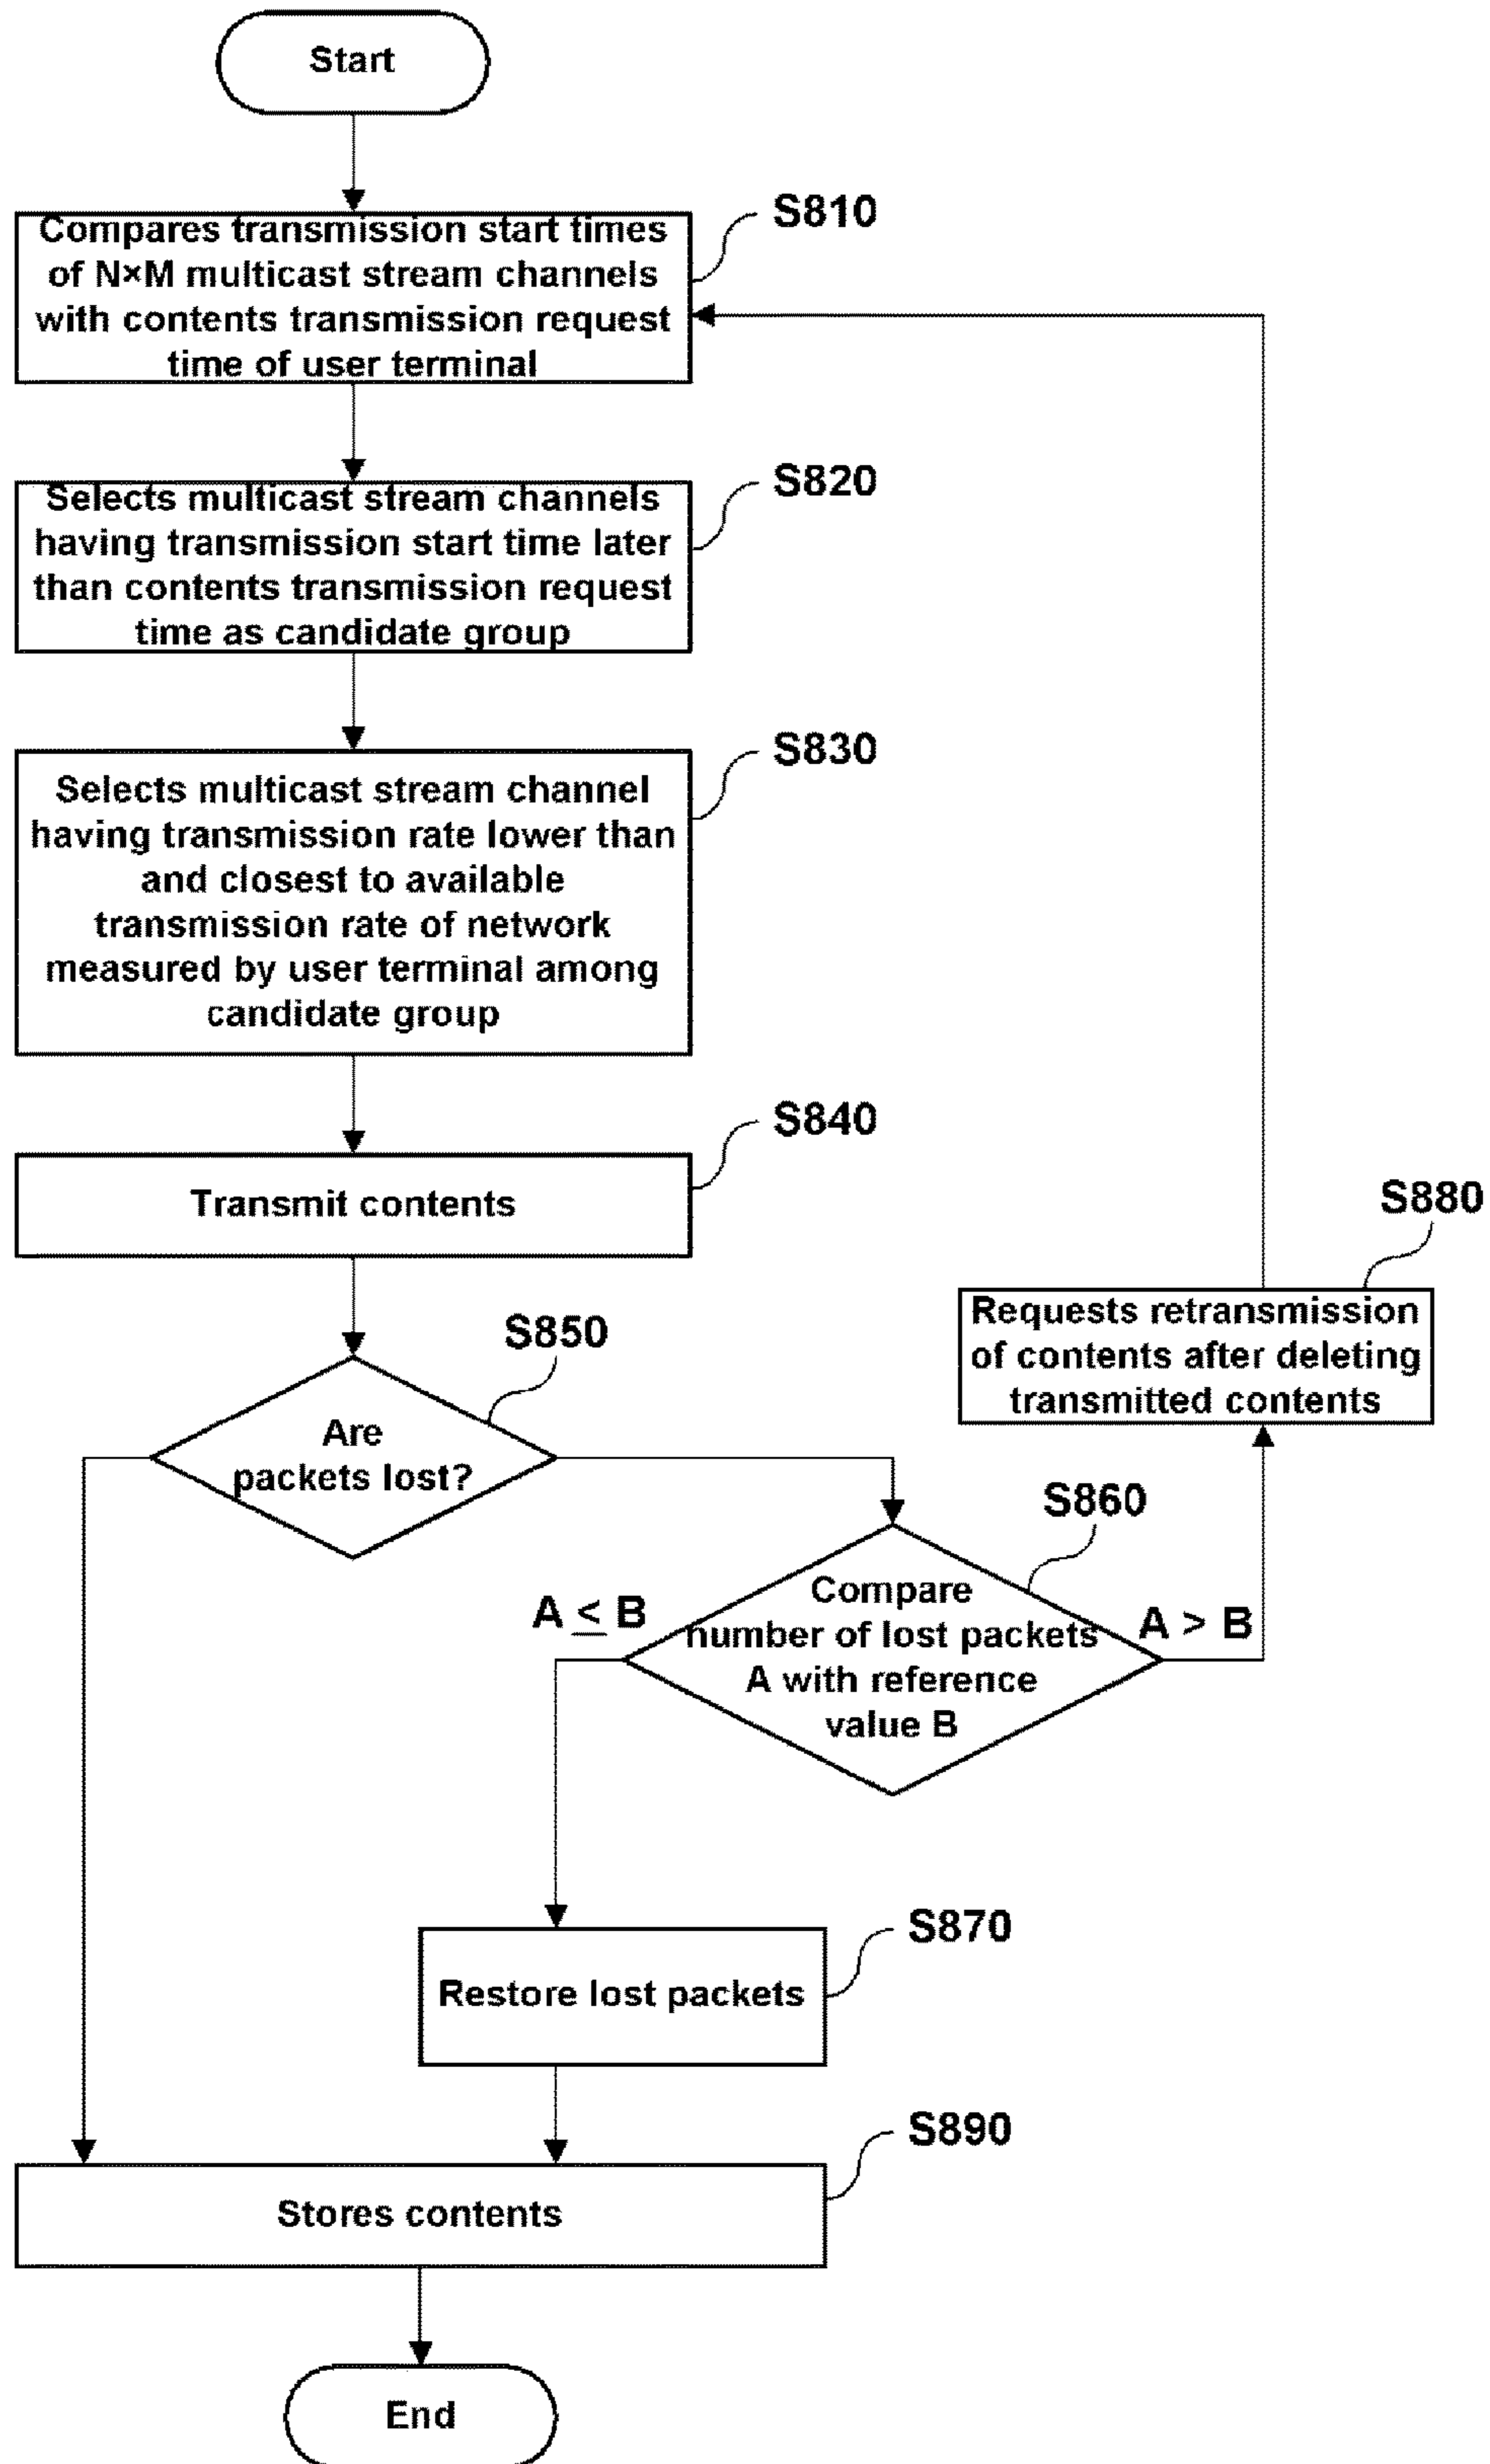 Start
S810
Compares transmission start times
of N×M multicast stream channels
with contents transmission request
time of user terminal
S820
Selects multicast stream channels
having transmission start time later
than contents transmission request
time as candidate group
S830
Selects multicast stream channel
having transmission rate lower than
and closest to available
transmission rate of network
measured by user terminal among
candidate group
S840
Transmit contents
S880
Requests retransmission
of contents after deleting
transmitted contents
S850
Are
packets lost?
S860
A ≤ B
Compare
number of lost packets
A with reference
value B
A > B
S870
Restore lost packets
S890
Stores contents
End